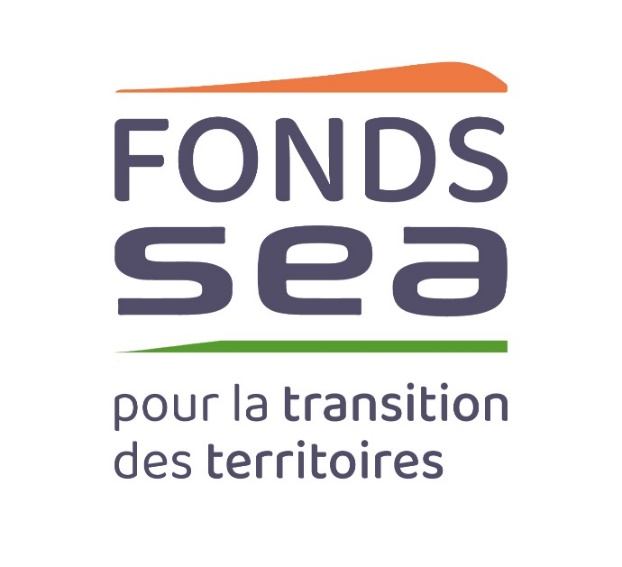 FONDS
sea
pour la transition
des territoires